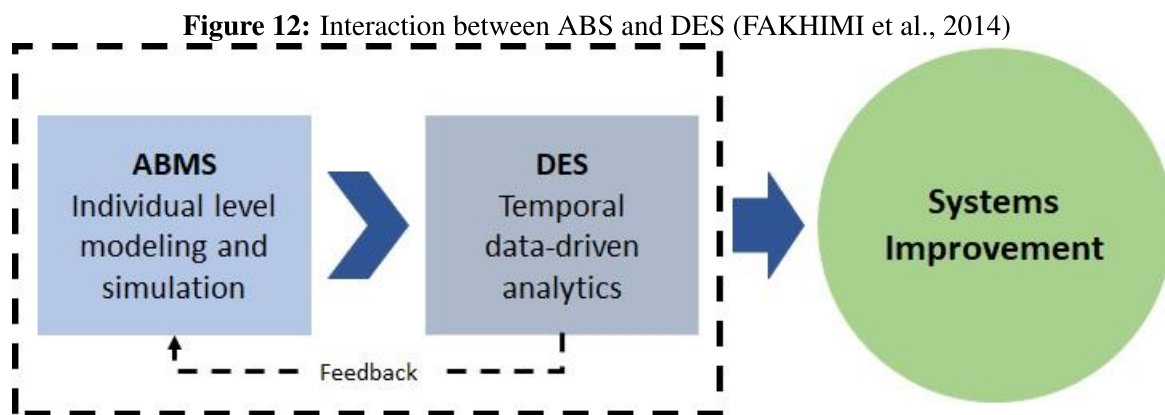 Figure 12: Interaction between ABS and DES (FAKHIMI et al., 2014)
ABMS
Individual level
modeling and
simulation
DES
Temporal
data-driven
analytics
Feedback
Systems
Improvement